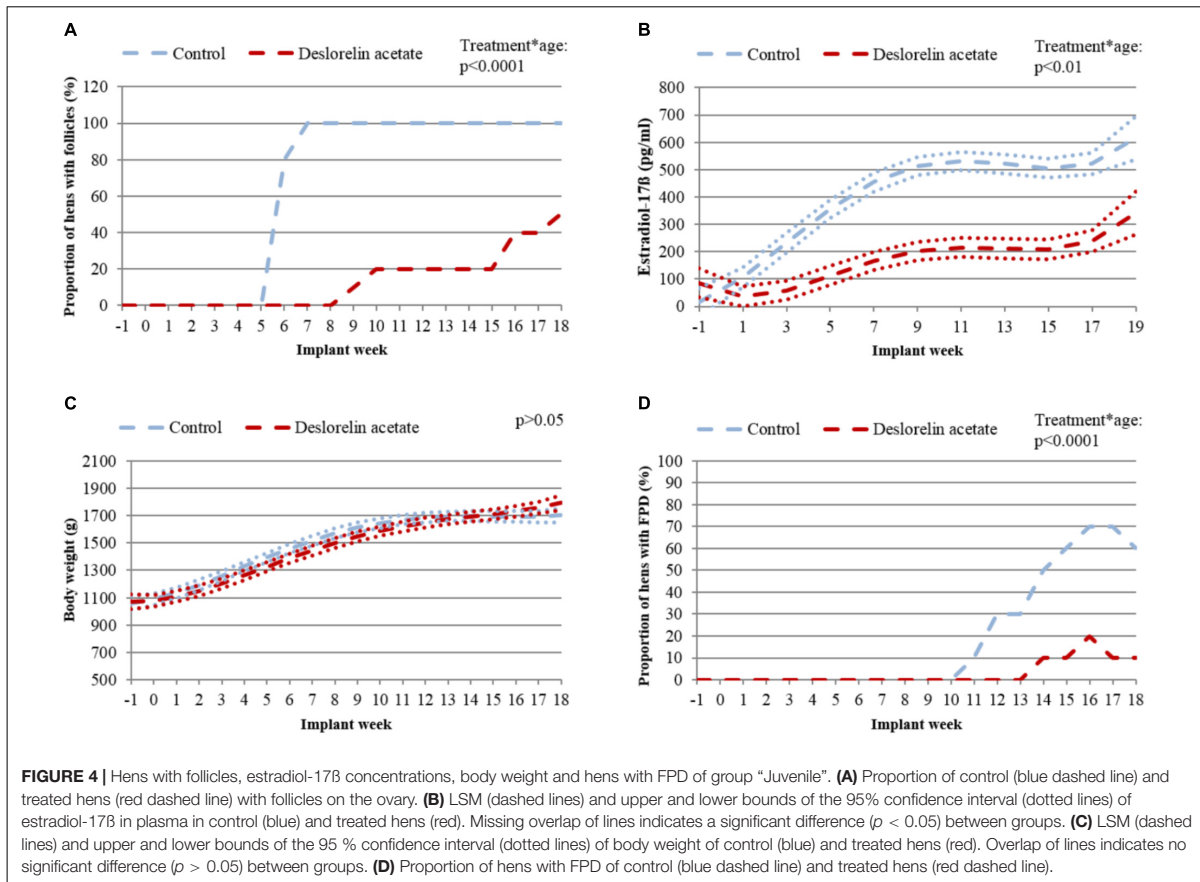 A
Control Deslorelin acetate
Treatment*age:
p<0.0001
Proportion of hens with follicles (%)
120
100
80
60
40
20
0
-1 0 1 2 3 4 5 6 7 8 9 10 11 12 13 14 15 16 17 18
Implant week
B
Control Deslorelin acetate
Treatment*age:
p<0.01
Estradiol-17ß (pg/ml)
800
700
600
500
400
300
200
100
0
-1 1 3 5 7 9 11 13 15 17 19
Implant week
C
Control Deslorelin acetate
p>0.05
Body weight (g)
2100
1900
1700
1500
1300
1100
900
700
500
-1 0 1 2 3 4 5 6 7 8 9 10 11 12 13 14 15 16 17 18
Implant week
D
Control Deslorelin acetate
Treatment*age:
p<0.0001
Proportion of hens with FPD (%)
100
90
80
70
60
50
40
30
20
10
0
-1 0 1 2 3 4 5 6 7 8 9 10 11 12 13 14 15 16 17 18
Implant week
FIGURE 4 | Hens with follicles, estradiol-17ß concentrations, body weight and hens with FPD of group “Juvenile”. (A) Proportion of control (blue dashed line) and
treated hens (red dashed line) with follicles on the ovary. (B) LSM (dashed lines) and upper and lower bounds of the 95% confidence interval (dotted lines) of
estradiol-17ß in plasma in control (blue) and treated hens (red). Missing overlap of lines indicates a significant difference (p < 0.05) between groups. (C) LSM (dashed
lines) and upper and lower bounds of the 95 % confidence interval (dotted lines) of body weight of control (blue) and treated hens (red). Overlap of lines indicates no
significant difference (p > 0.05) between groups. (D) Proportion of hens with FPD of control (blue dashed line) and treated hens (red dashed line).